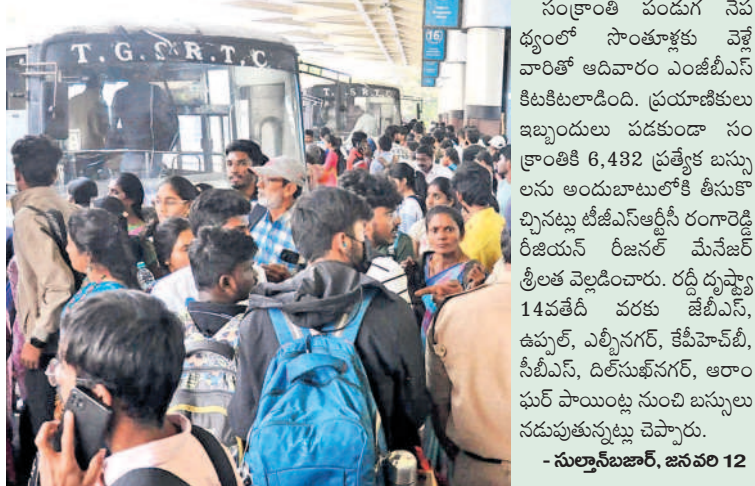 T.G.S.R.T.C
16
సంక్రాంతి పండుగ నేప
థ్యంలో సొంతూళ్లకు వెళ్లే
వారితో ఆదివారం ఎంజీబీఎస్
కిటకిటలాడింది. ప్రయాణికులు
ఇబ్బందులు పడకుండా సం
క్రాంతికి 6,432 ప్రత్యేక బస్సు
లను అందుబాటులోకి తీసుకొ
చ్చినట్లు టీజీఎస్ఆర్టీసీ రంగారెడ్డి
రీజియన్ రీజనల్ మేనేజర్
శ్రీలత వెల్లడించారు. రద్దీ దృష్ట్యా
14వతేదీ వరకు జేబీఎస్,
ఉప్పల్, ఎల్బీనగర్, కేపీహెచ్‌బీ,
సీబీఎస్, దిల్‌సుఖ్‌నగర్, ఆరాం
ఘర్ పాయింట్ల నుంచి బస్సులు
నడుపుతున్నట్లు చెప్పారు.
- సుల్తాన్‌బజార్, జనవరి 12